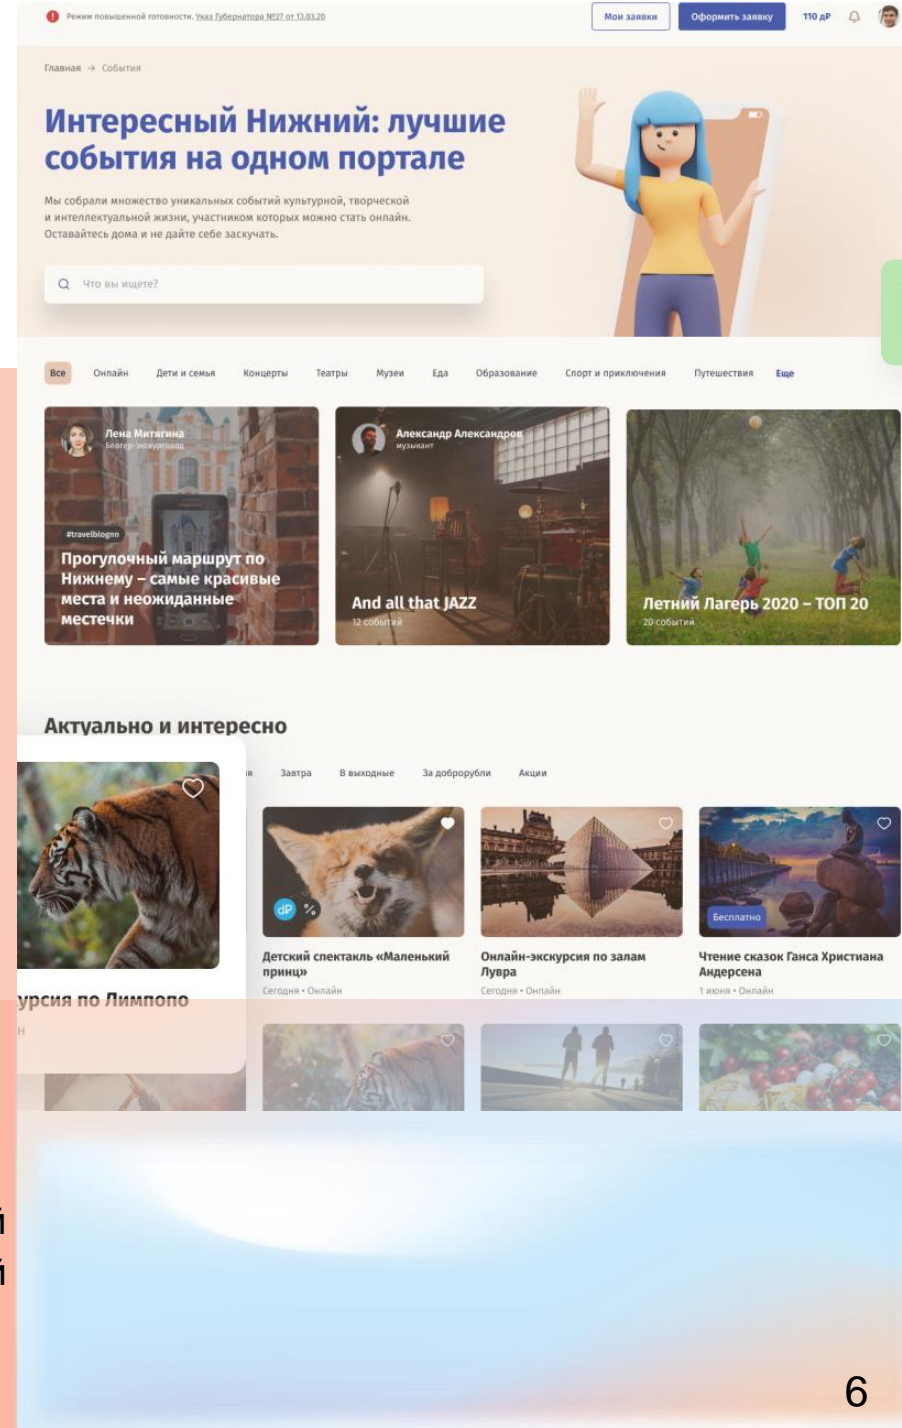 Режим повышенной готовности. Указ Губернатора №27 от 13.03.20
Мои заявки
Оформить заявку
110 дР
Главная → События
Интересный Нижний: лучшие
события на одном портале
Мы собрали множество уникальных событий культурной, творческой
и интеллектуальной жизни, участником которых можно стать онлайн.
Оставайтесь дома и не дайте себе заскучать.
Что вы ищете?
Все Онлайн Дети и семья Концерты Театры Музеи Еда Образование Спорт и приключения Путешествия Еще
Лена Митягина
Блогер-экскурсовод
#travelblognn
Прогулочный маршрут по
Нижнему – самые красивые
места и неожиданные
местечки
Александр Александров
музыкант
And all that JAZZ
12 событий
Летний Лагерь 2020 – ТОП 20
20 событий
Актуально и интересно
Завтра В выходные За доброрубли Акции
урсия по Лимпопо
н
дР %
Детский спектакль «Маленький
принц»
Сегодня • Онлайн
Онлайн-экскурсия по залам
Лувра
Сегодня • Онлайн
Бесплатно
Чтение сказок Ганса Христиана
Андерсена
1 июня • Онлайн
й
й
6